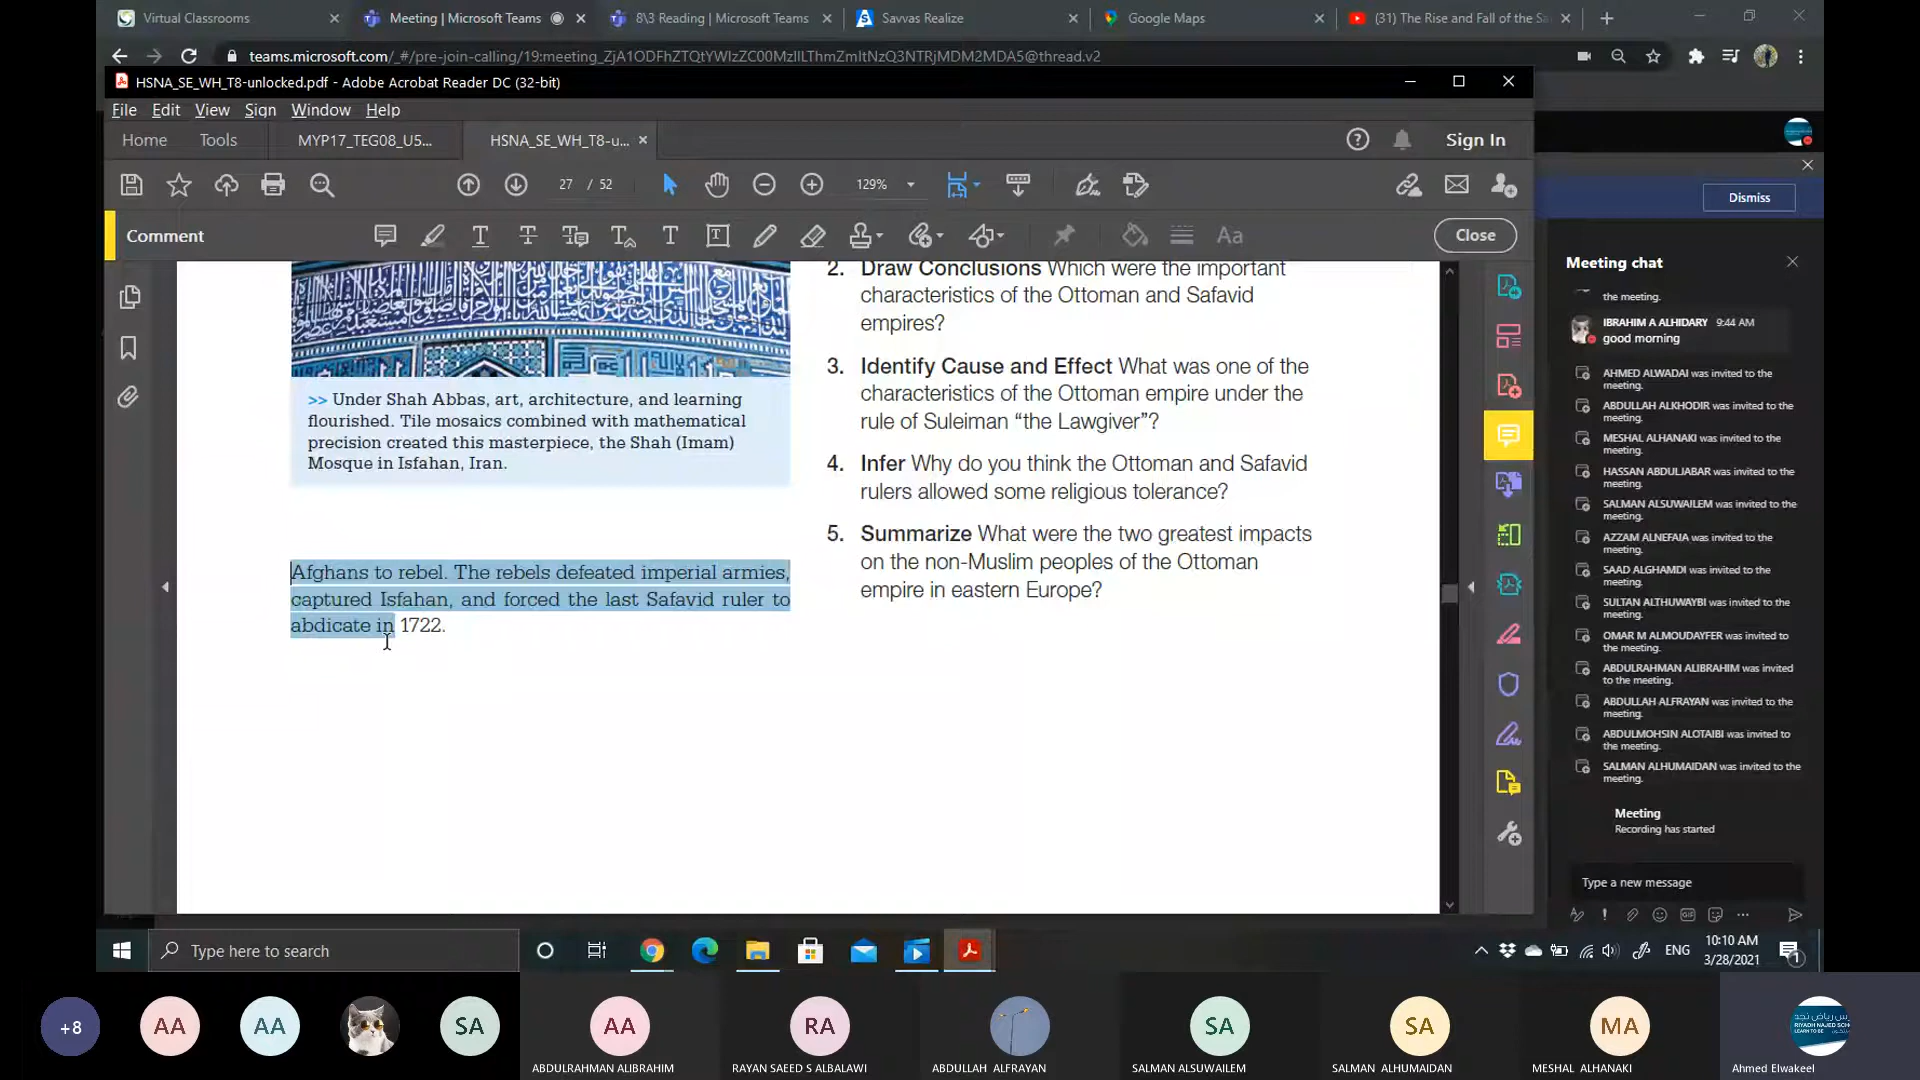 Virtual Classrooms
Meeting | Microsoft Teams
8\3 Reading | Microsoft Teams
Savvas Realize
Google Maps
(31) The Rise and Fall of the Sa
teams.microsoft.com/_#/pre-join-calling/19:meeting_ZjA1ODFhZTQtYWIzZC00MzllLThmZmItNzQ3NTRjMDM2MDA5@thread.v2
HSNA_SE_WH_T8-unlocked.pdf - Adobe Acrobat Reader DC (32-bit)
File Edit View Sign Window Help
Home Tools MYP17_TEG08_U5... HSNA_SE_WH_T8-u...
Sign In
27 / 52
129%
Comment
Close
Aa
>> Under Shah Abbas, art, architecture, and learning
flourished. Tile mosaics combined with mathematical
precision created this masterpiece, the Shah (Imam)
Mosque in Isfahan, Iran.
Afghans to rebel. The rebels defeated imperial armies,
captured Isfahan, and forced the last Safavid ruler to
abdicate in 1722.
2. Draw Conclusions Which were the important
characteristics of the Ottoman and Safavid
empires?
3. Identify Cause and Effect What was one of the
characteristics of the Ottoman empire under the
rule of Suleiman “the Lawgiver”?
4. Infer Why do you think the Ottoman and Safavid
rulers allowed some religious tolerance?
5. Summarize What were the two greatest impacts
on the non-Muslim peoples of the Ottoman
empire in eastern Europe?
Dismiss
Meeting chat
the meeting.
IBRAHIM A ALHIDARY 9:44 AM
good morning
AHMED ALWADAI was invited to the
meeting.
ABDULLAH ALKHODIR was invited to the
meeting.
MESHAL ALHANAKI was invited to the
meeting.
HASSAN ABDULJABAR was invited to the
meeting.
SALMAN ALSUWAILEM was invited to the
meeting.
AZZAM ALNEFAIA was invited to the
meeting.
SAAD ALGHAMDI was invited to the
meeting.
SULTAN ALTHUWAYBI was invited to the
meeting.
OMAR M ALMOUDAYFER was invited to
the meeting.
ABDULRAHMAN ALIBRAHIM was invited
to the meeting.
ABDULLAH ALFRAYAN was invited to the
meeting.
ABDULMOHSIN ALOTAIBI was invited to
the meeting.
SALMAN ALHUMAIDAN was invited to the
meeting.
Meeting
Recording has started
Type a new message
GIF
Type here to search
ENG
10:10 AM
3/28/2021
1
+8
AA
AA
SA
AA
RA
SA
SA
MA
RIYADH NAJED SCH
LEARN TO BE
ABDULRAHMAN ALIBRAHIM
RAYAN SAEED S ALBALAWI
ABDULLAH ALFRAYAN
SALMAN ALSUWAILEM
SALMAN ALHUMAIDAN
MESHAL ALHANAKI
Ahmed Elwakeel